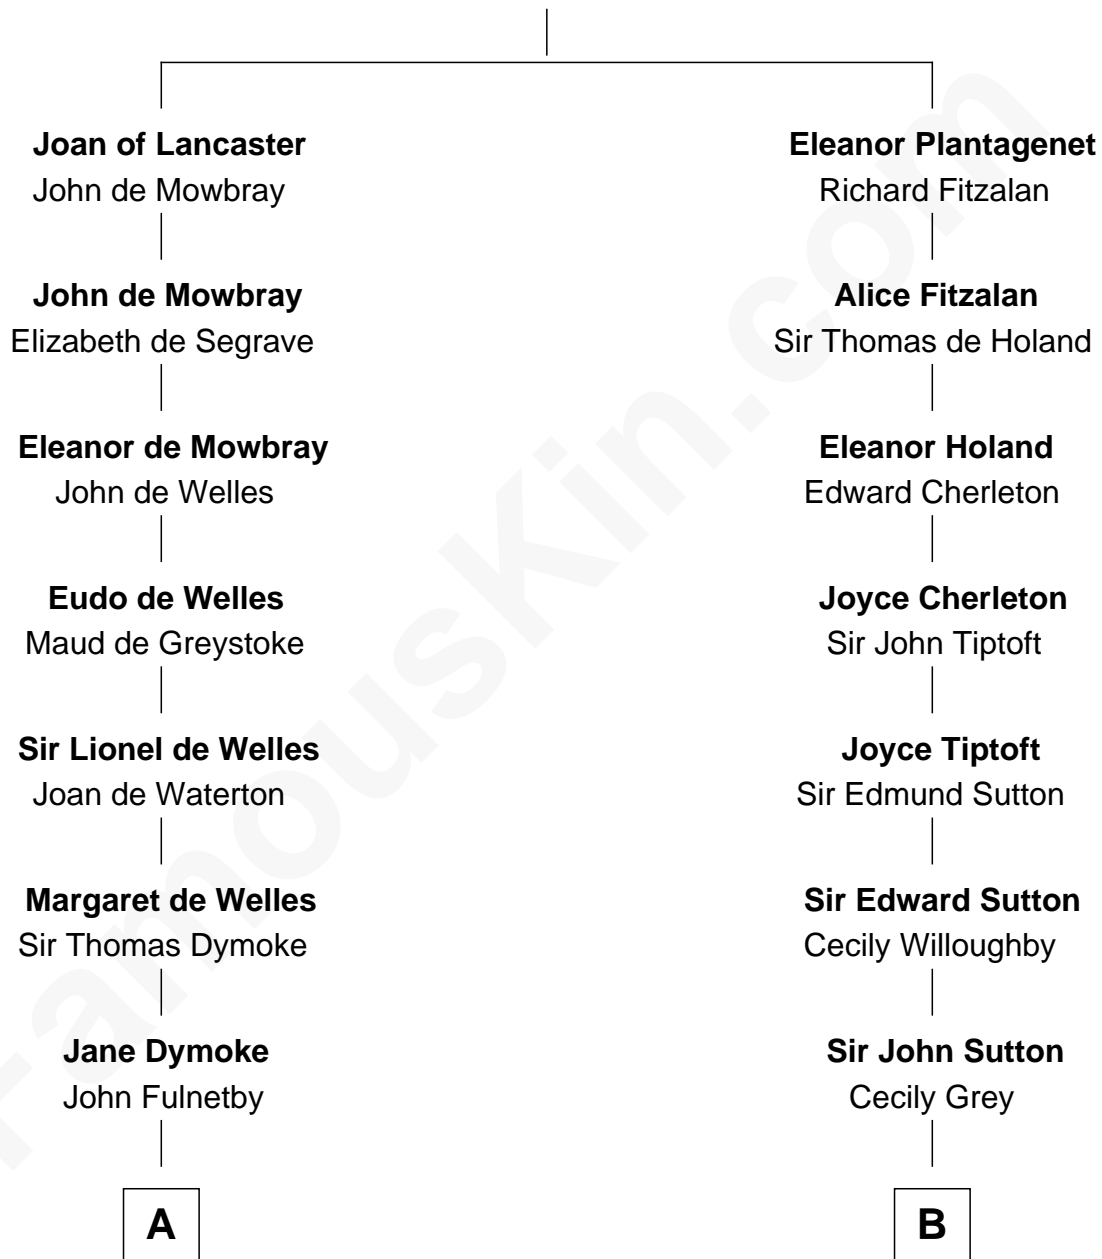 Joan of Lancaster
John de Mowbray
John de Mowbray
Elizabeth de Segrave
Eleanor de Mowbray
John de Welles
Eudo de Welles
Maud de Greystoke
Sir Lionel de Welles
Joan de Waterton
Margaret de Welles
Sir Thomas Dymoke
Jane Dymoke
John Fulnetby
A
Eleanor Plantagenet
Richard Fitzalan
Alice Fitzalan
Sir Thomas de Holand
Eleanor Holand
Edward Cherleton
Joyce Cherleton
Sir John Tiptoft
Joyce Tiptoft
Sir Edmund Sutton
Sir Edward Sutton
Cecily Willoughby
Sir John Sutton
Cecily Grey
B
FamousKin.com